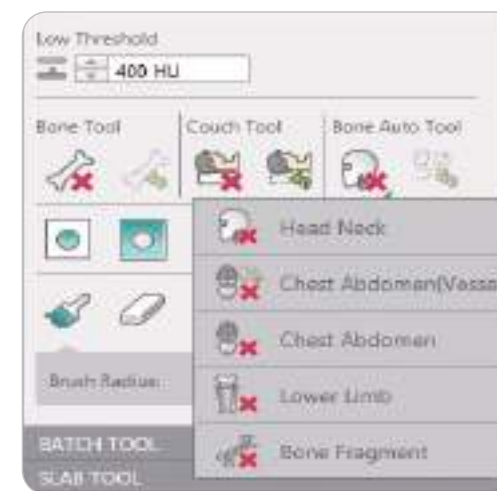 Low Threshold
400 HU
Bone Tool
Couch Tool
Bone Auto Tool
Head Neck
Chest Abdomen(Vessa
Chest Abdomen
Lower Limb
Brush Radius:
Bone Fragment
BATCH TOOL
SLAB TOOL